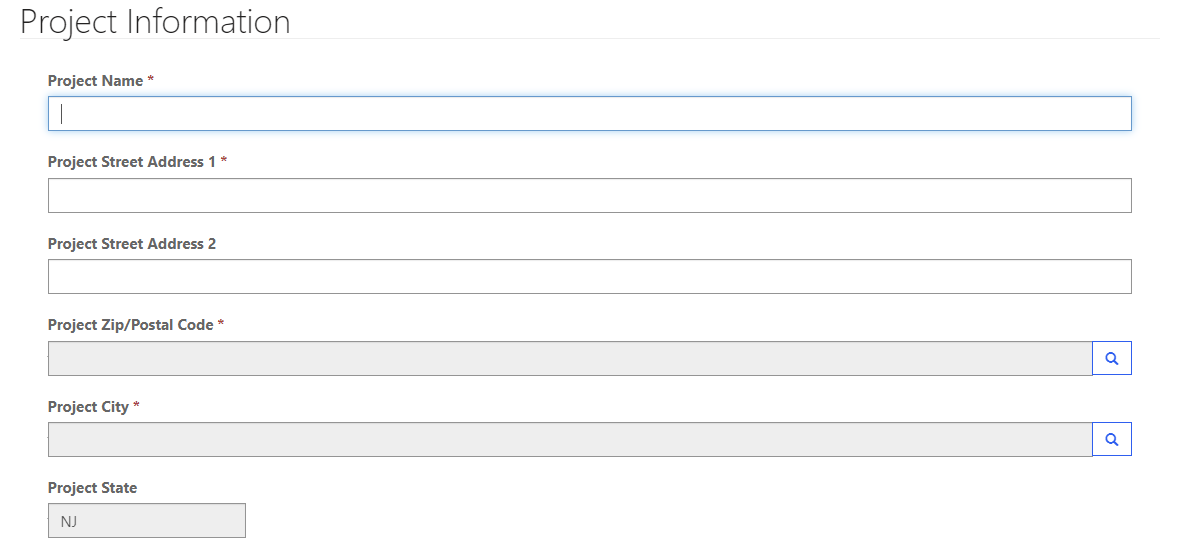 Project Information
Project Name *
Project Street Address 1 *
Project Street Address 2
Project Zip/Postal Code *
Project City *
Project State
NJ